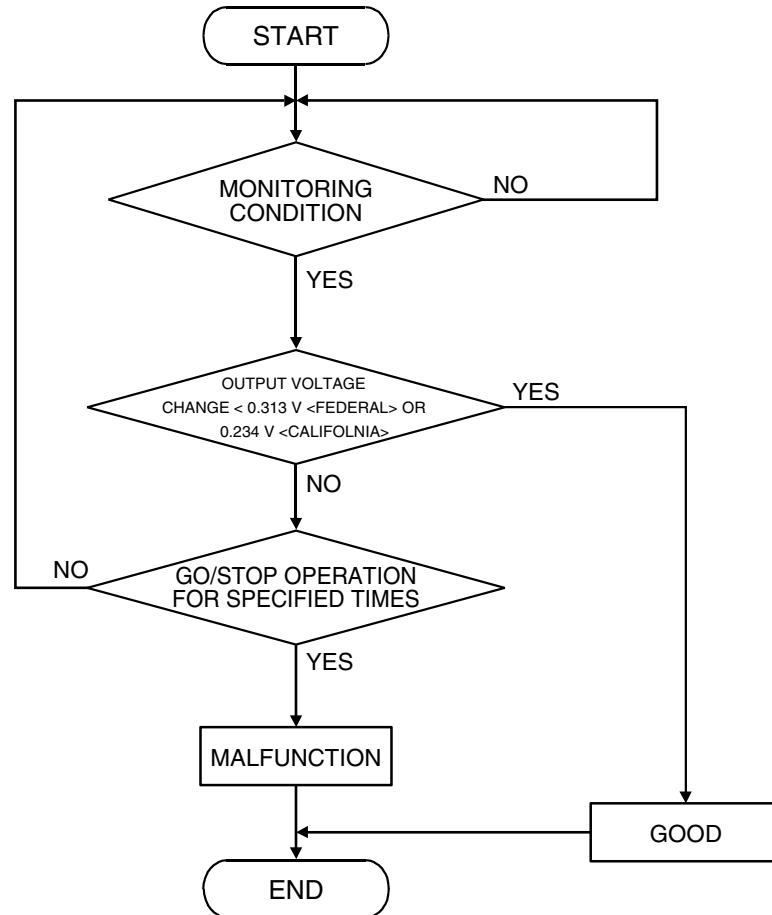 START
MONITORING
CONDITION
NO
YES
OUTPUT VOLTAGE
CHANGE < 0.313 V <FEDERAL> OR
0.234 V <CALIFOLNIA>
YES
NO
GO/STOP OPERATION
FOR SPECIFIED TIMES
NO
YES
MALFUNCTION
GOOD
END